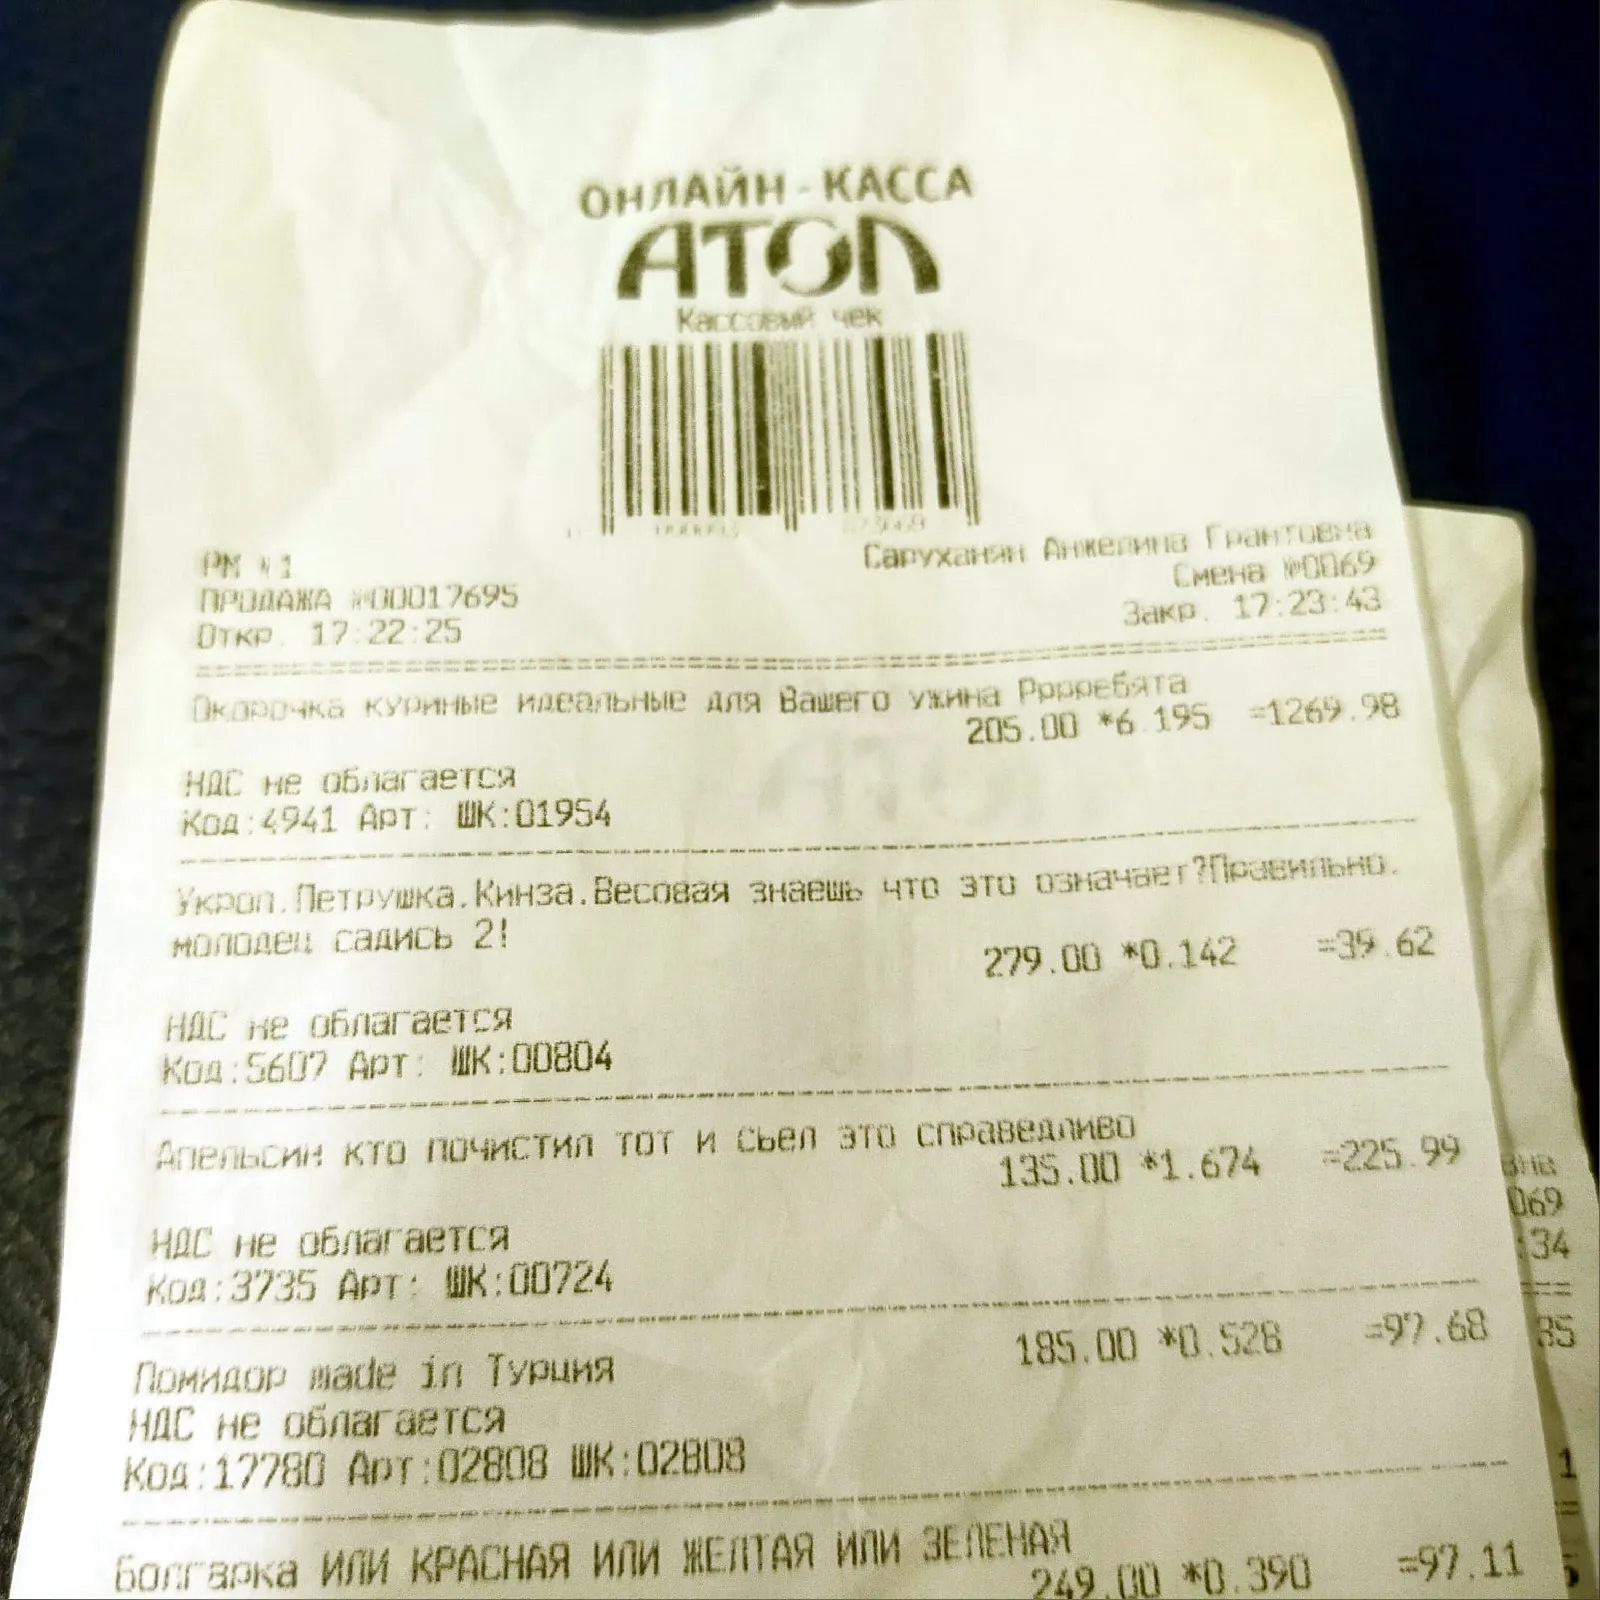 ОНЛАЙН-КАССА
АТОЛ
Кассовый чек
РМ №1
Саруханян Анжелина Грантовна
Смена №0069
ПРОДАЖА №00017695
Откр. 17:22:25
Закр. 17:23:43
Окорочка куриные идеальные для Вашего ужина Ррррребята
205.00 *6.195 =1269.98
НДС не облагается
Код:4941 Арт: ШК:01954
Укроп.Петрушка.Кинза.Весовая знаешь что это означает?Правильно.
молодец садись 2!
279.00 *0.142 =39.62
НДС не облагается
Код:5607 Арт: ШК:00804
Апельсин кто почистил тот и сьел это справедливо
135.00 *1.674 =225.99
НДС не облагается
Код:3735 Арт: ШК:00724
185.00 *0.528 =97.68
Помидор made in Турция
НДС не облагается
Код:17780 Арт:02808 ШК:02808
Болгарка ИЛИ КРАСНАЯ ИЛИ ЖЕЛТАЯ ИЛИ ЗЕЛЕНАЯ
249.00 *0.390 =97.11
069
:34
85
1